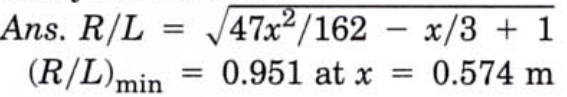 Ans. R/L = √47x²/162 − x/3 + 1
(R/L)min = 0.951 at x = 0.574 m